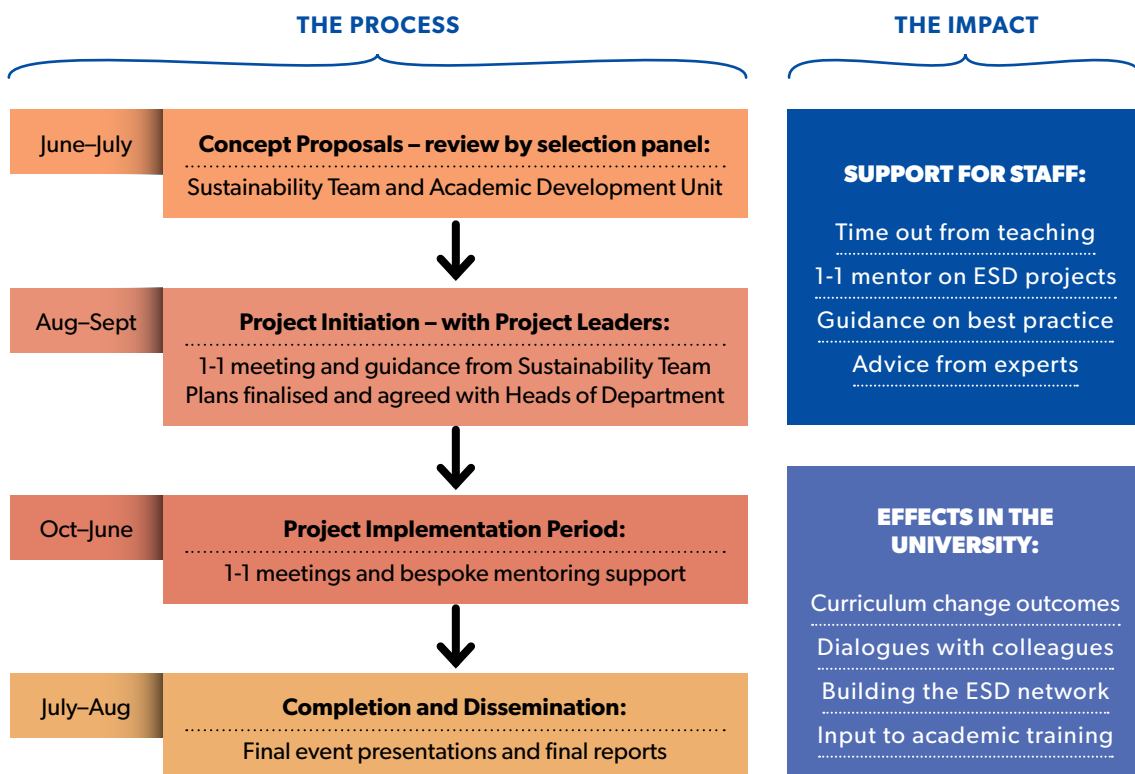 THE PROCESS
June–July
Concept Proposals – review by selection panel:
Sustainability Team and Academic Development Unit
Aug–Sept
Project Initiation – with Project Leaders:
1-1 meeting and guidance from Sustainability Team
Plans finalised and agreed with Heads of Department
Oct–June
Project Implementation Period:
1-1 meetings and bespoke mentoring support
July–Aug
Completion and Dissemination:
Final event presentations and final reports
THE IMPACT
SUPPORT FOR STAFF:
Time out from teaching
1-1 mentor on ESD projects
Guidance on best practice
Advice from experts
EFFECTS IN THE
UNIVERSITY:
Curriculum change outcomes
Dialogues with colleagues
Building the ESD network
Input to academic training